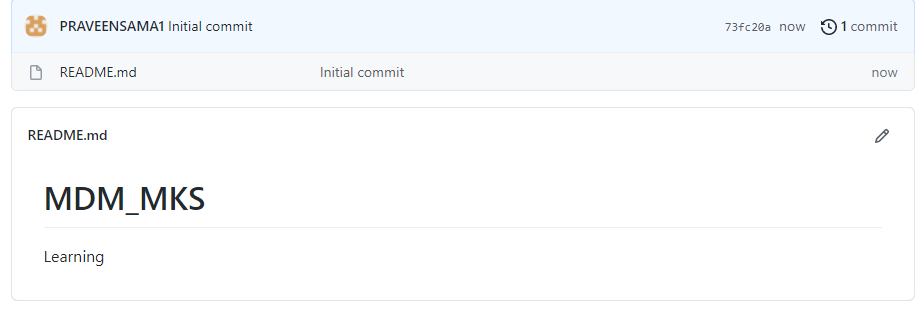 PRAVEENSAMA1 Initial commit 73fc20a now 1 commit
README.md Initial commit now
README.md
MDM_MKS
Learning